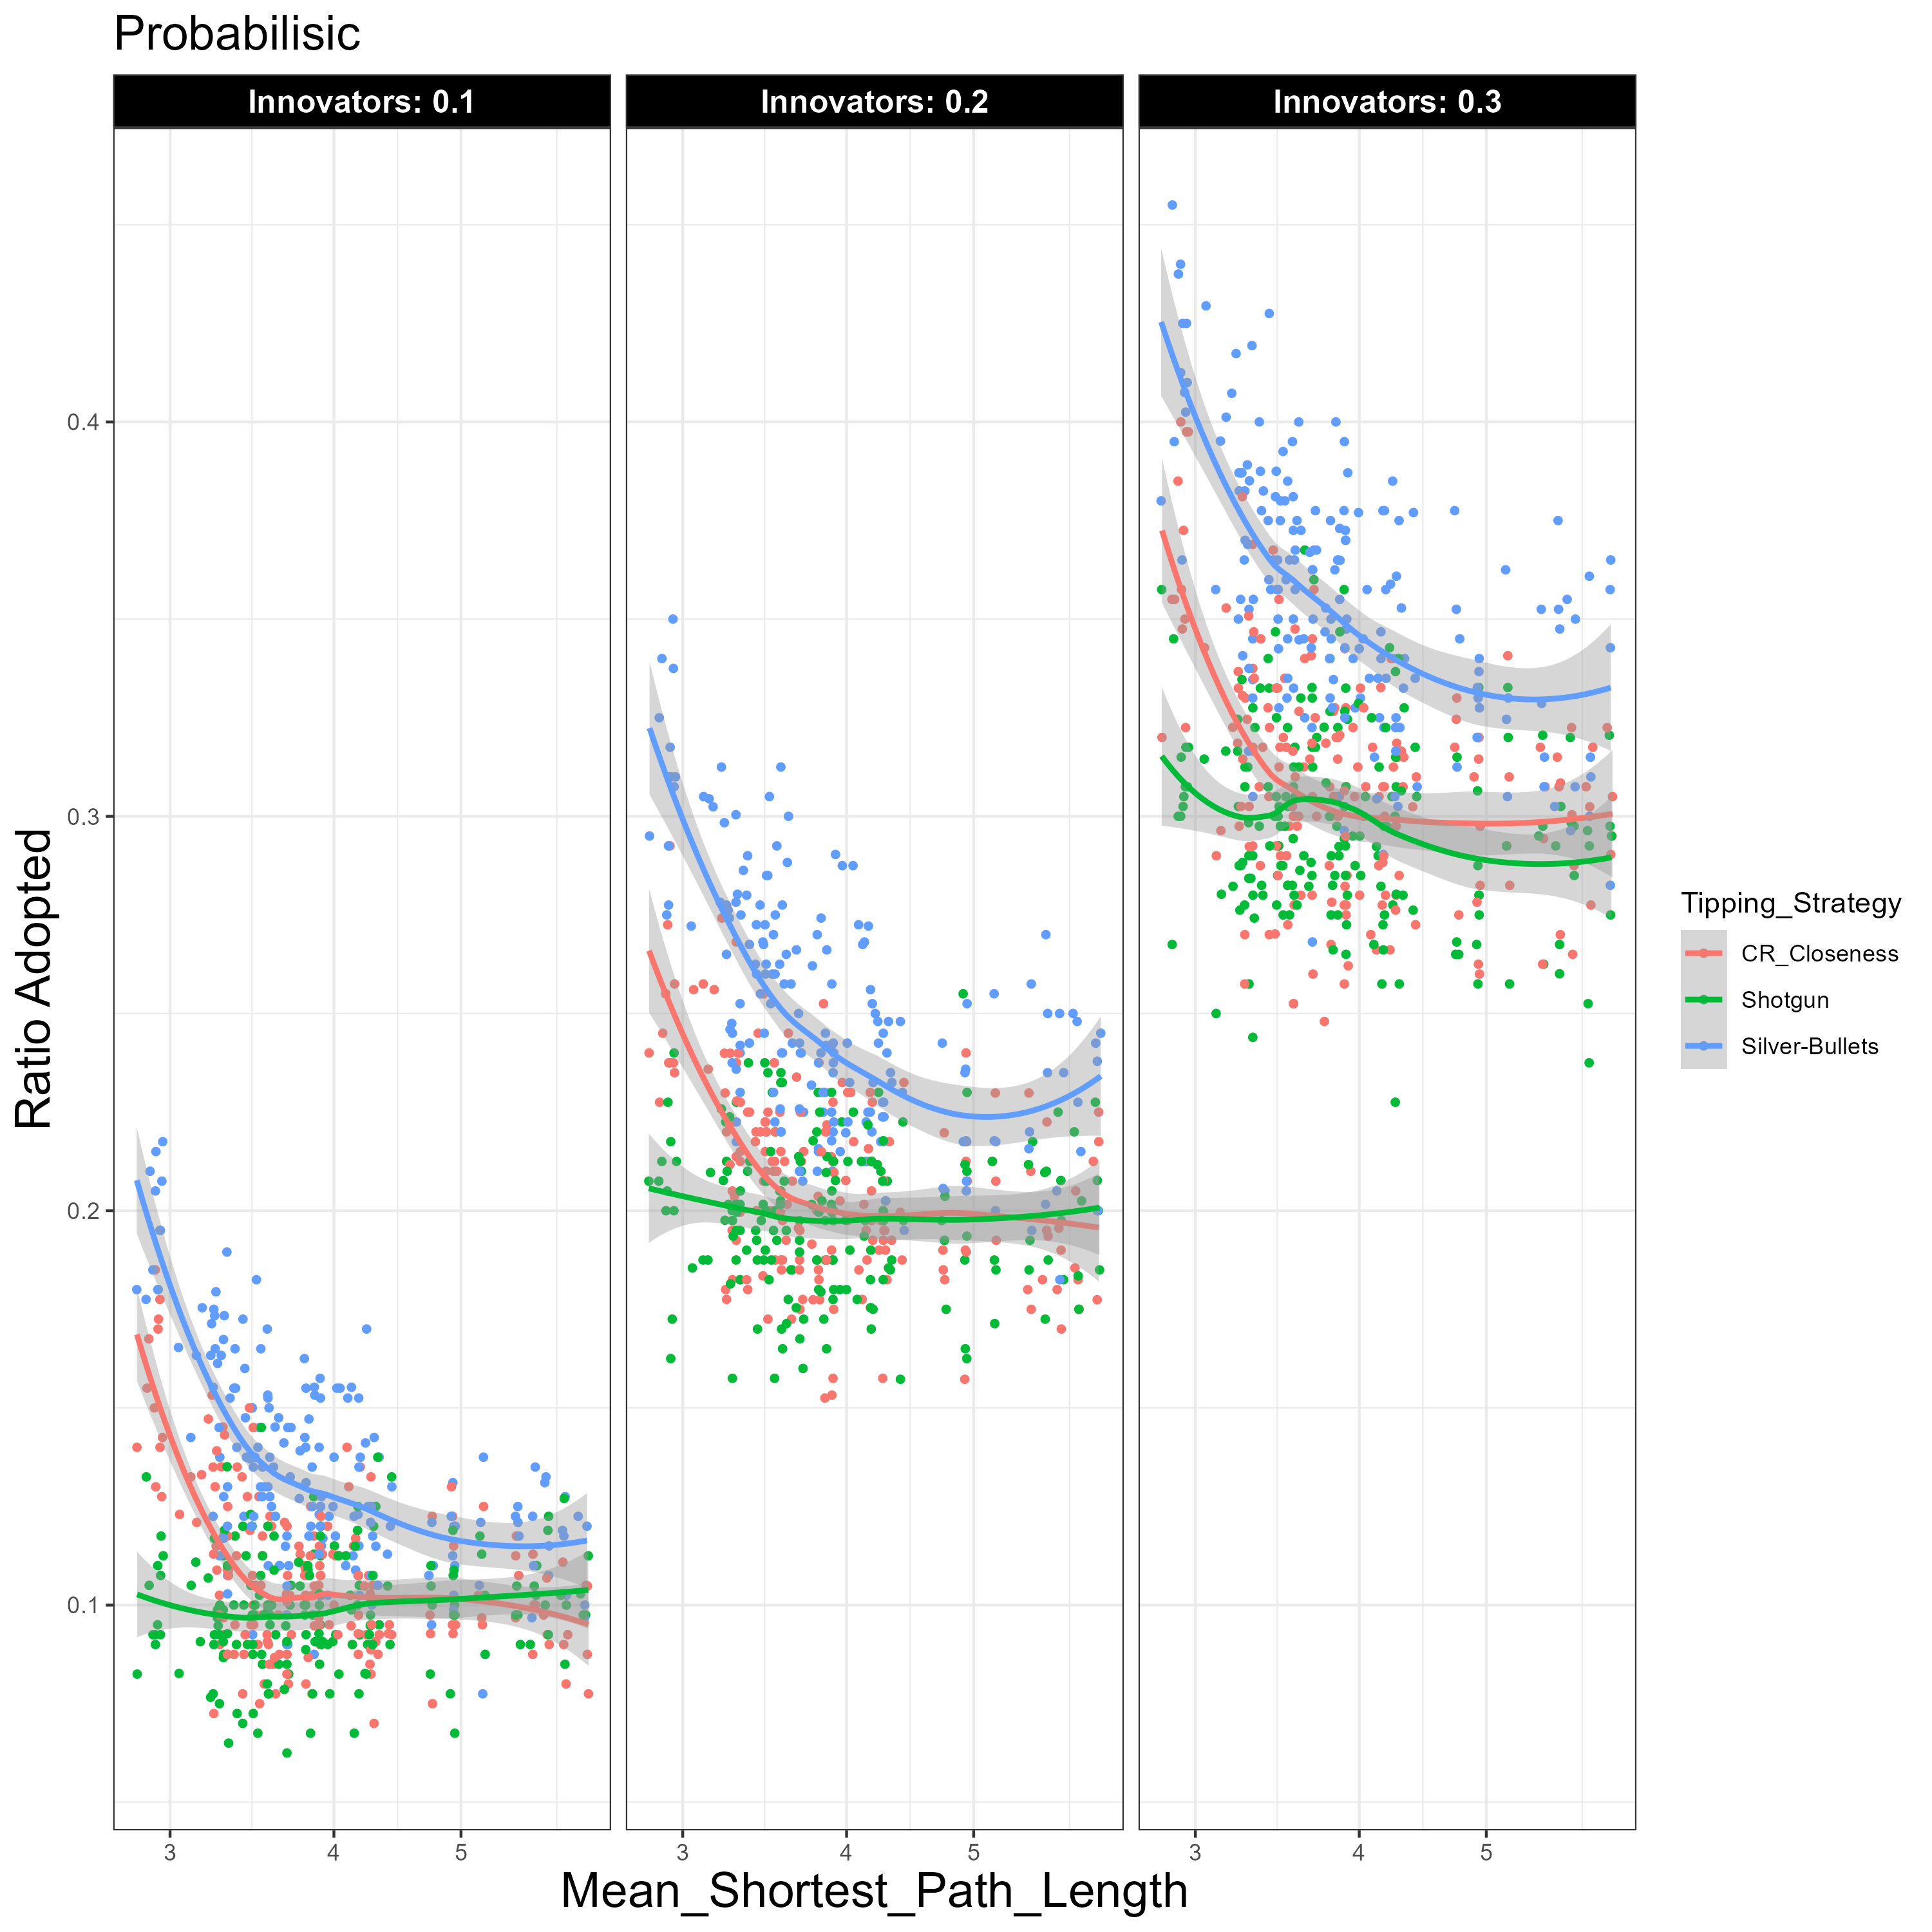 Probabilisic
Innovators: 0.1
Innovators: 0.2
Innovators: 0.3
0.4
0.3
0.2
0.1
Ratio Adopted
3 4 5
3 4 5
3 4 5
Mean_Shortest_Path_Length
Tipping_Strategy
CR_Closeness
Shotgun
Silver-Bullets